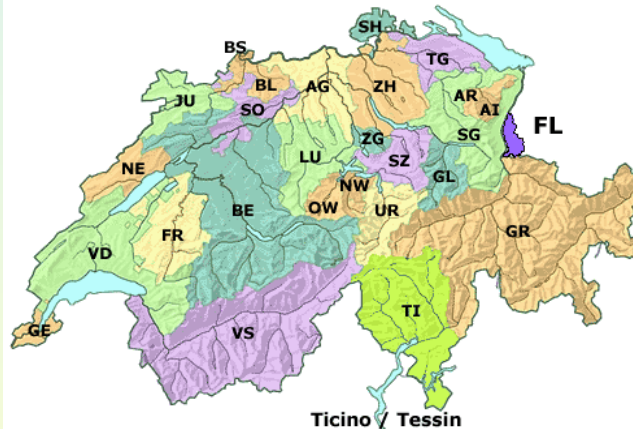 SH
BS
TG
BL
AG
ZH
JU
AR
AI
SO
FL
ZG
SG
LU
SZ
NE
GL
NW
OW
UR
BE
GR
FR
VD
TI
GE
VS
Ticino / Tessin